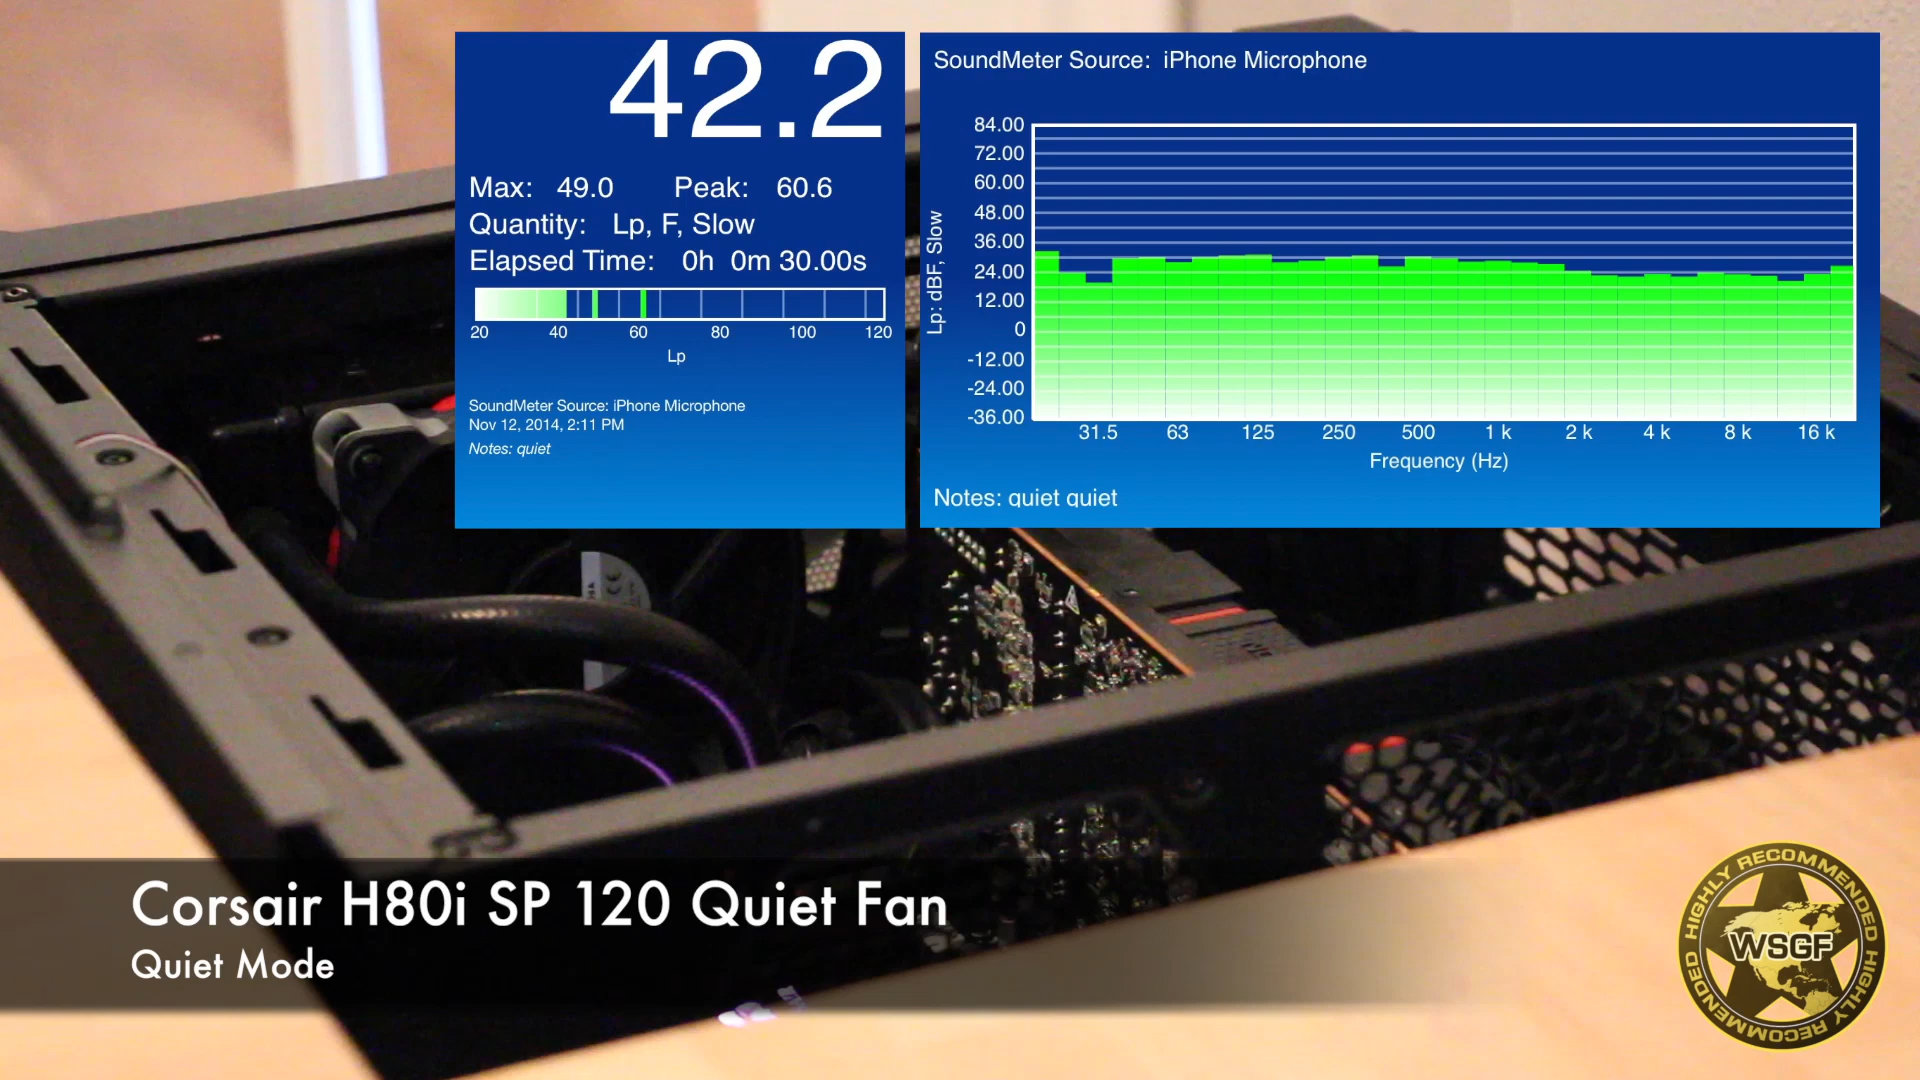 42.2
Max: 49.0 Peak: 60.6
Quantity: Lp, F, Slow
Elapsed Time: 0h 0m 30.00s
20 40 60 80 100 120
Lp
SoundMeter Source: iPhone Microphone
Nov 12, 2014, 2:11 PM
Notes: quiet
SoundMeter Source: iPhone Microphone
84.00
72.00
60.00
48.00
36.00
24.00
12.00
0
-12.00
-24.00
-36.00
Lp: dBF, Slow
31.5 63 125 250 500 1 k 2 k 4 k 8 k 16 k
Frequency (Hz)
Notes: quiet quiet
Corsair H80i SP 120 Quiet Fan
Quiet Mode
HIGHLY RECOMMENDED
WSGF
HIGHLY RECOMMENDED